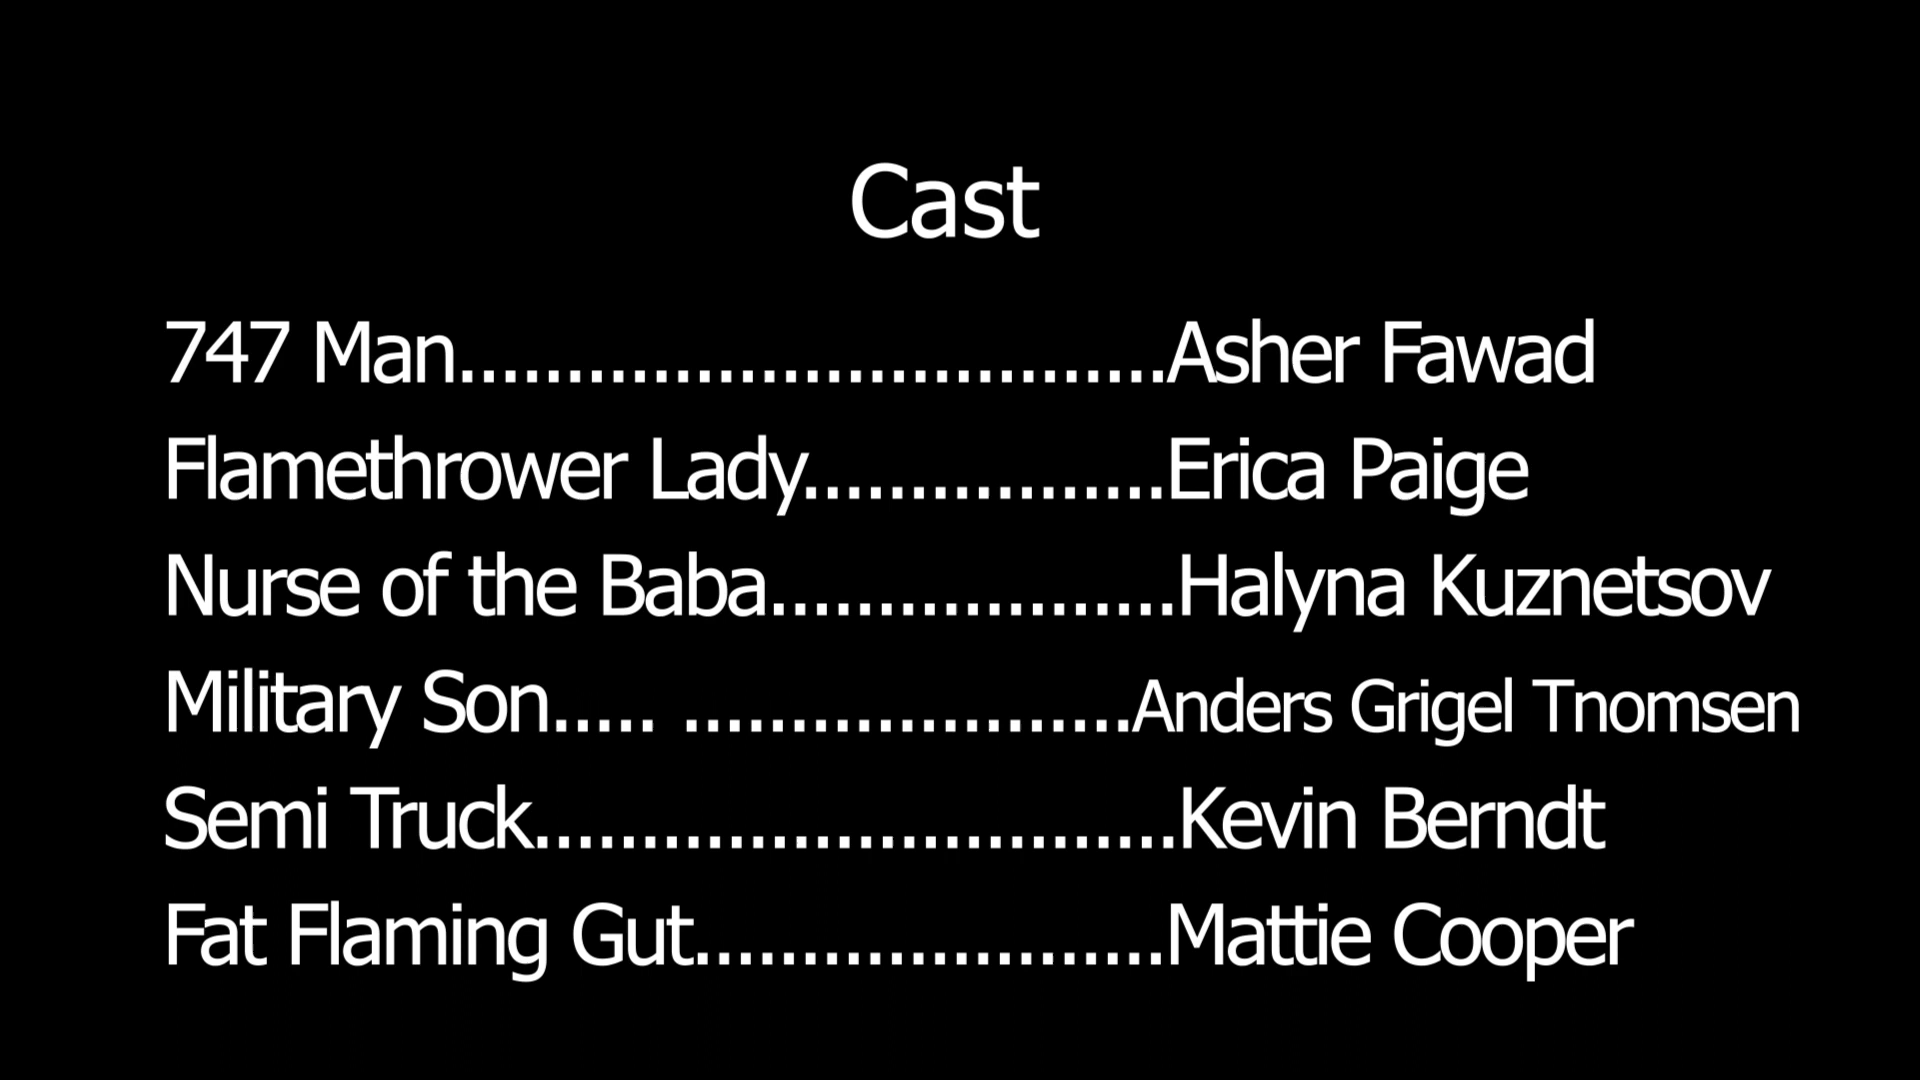 Cast
747 Man.................................Asher Fawad
Flamethrower Lady.................Erica Paige
Nurse of the Baba...................Halyna Kuznetsov
Military Son..... .....................Anders Grigel Tnomsen
Semi Truck..............................Kevin Berndt
Fat Flaming Gut......................Mattie Cooper